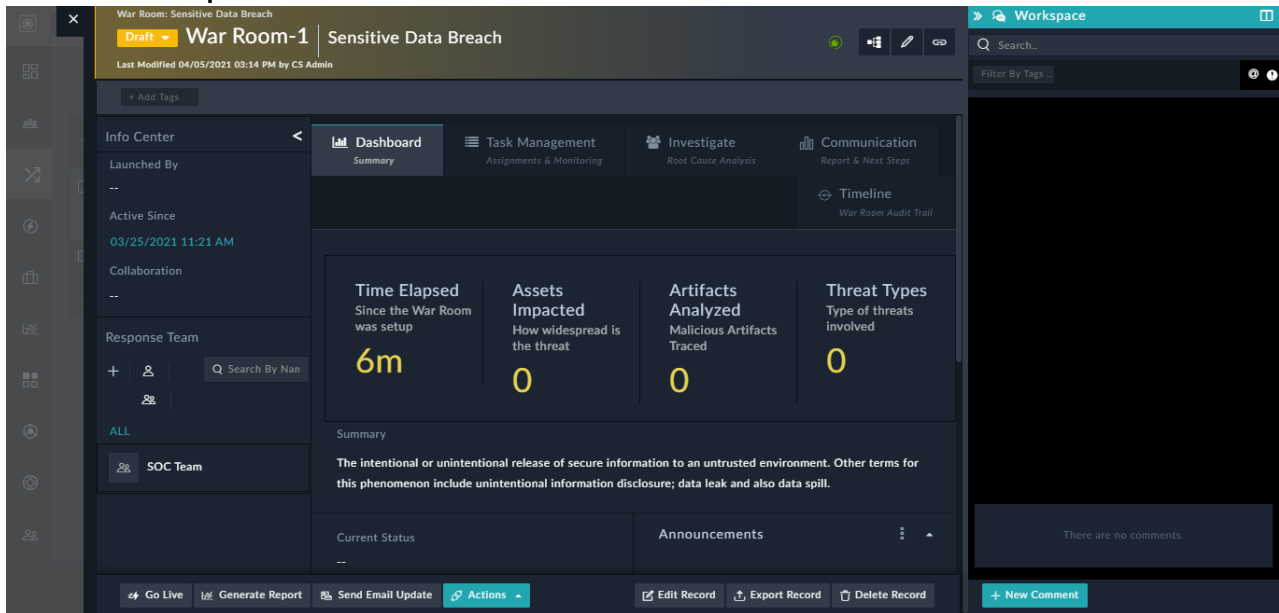 War Room: Sensitive Data Breach
Draft
War Room-1
Sensitive Data Breach
Last Modified 04/05/2021 03:14 PM by CS Admin
+ Add Tags
Info Center
Launched By
--
Active Since
03/25/2021 11:21 AM
Collaboration
--
Response Team
Search By Nan
ALL
SOC Team
Dashboard
Summary
Task Management
Assignments & Monitoring
Investigate
Root Cause Analysis
Communication
Report & Next Steps
Timeline
War Room Audit Trail
Time Elapsed
Since the War Room
was setup
6m
Assets
Impacted
How widespread is
the threat
0
Artifacts
Analyzed
Malicious Artifacts
Traced
0
Threat Types
Type of threats
involved
0
Summary
The intentional or unintentional release of secure information to an untrusted environment. Other terms for
this phenomenon include unintentional information disclosure; data leak and also data spill.
Current Status
--
Announcements
Go Live
Generate Report
Send Email Update
Actions
Edit Record
Export Record
Delete Record
Workspace
Search..
Filter By Tags ..
@
There are no comments.
+ New Comment